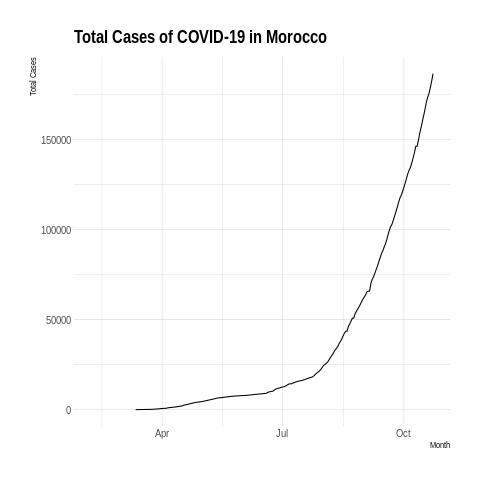 Total Cases of COVID-19 in Morocco
Total Cases
150000
100000
50000
0
Apr Jul Oct
Month